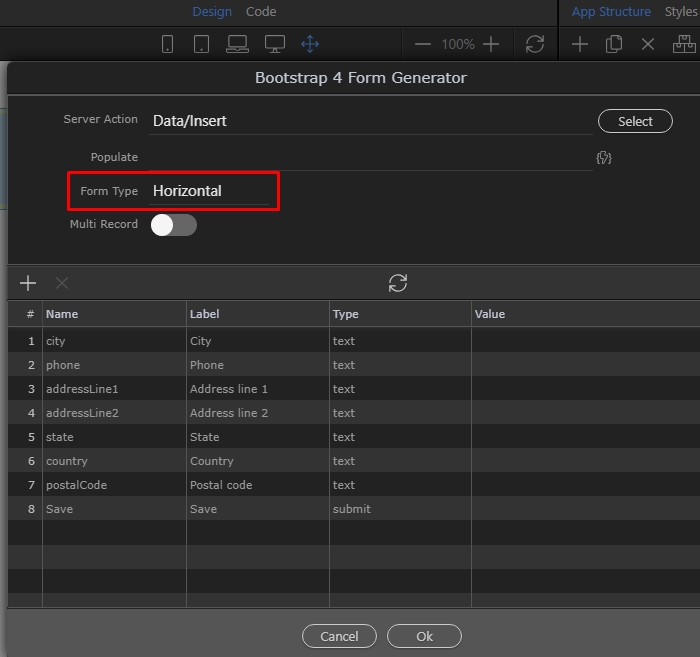 Design Code App Structure Styles
100%
Bootstrap 4 Form Generator
Server Action Data/Insert Select
Populate
Form Type Horizontal
Multi Record
# Name Label Type Value
1 city City text
2 phone Phone text
3 addressLine1 Address line 1 text
4 addressLine2 Address line 2 text
5 state State text
6 country Country text
7 postalCode Postal code text
8 Save Save submit
Cancel Ok